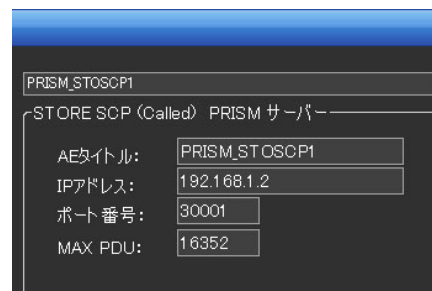 PRISM_STOSCP1
STORE SCP (Called) PRISM サーバー
AEタイトル: PRISM_STOSCP1
IPアドレス: 192.168.1.2
ポート番号: 30001
MAX PDU: 16352